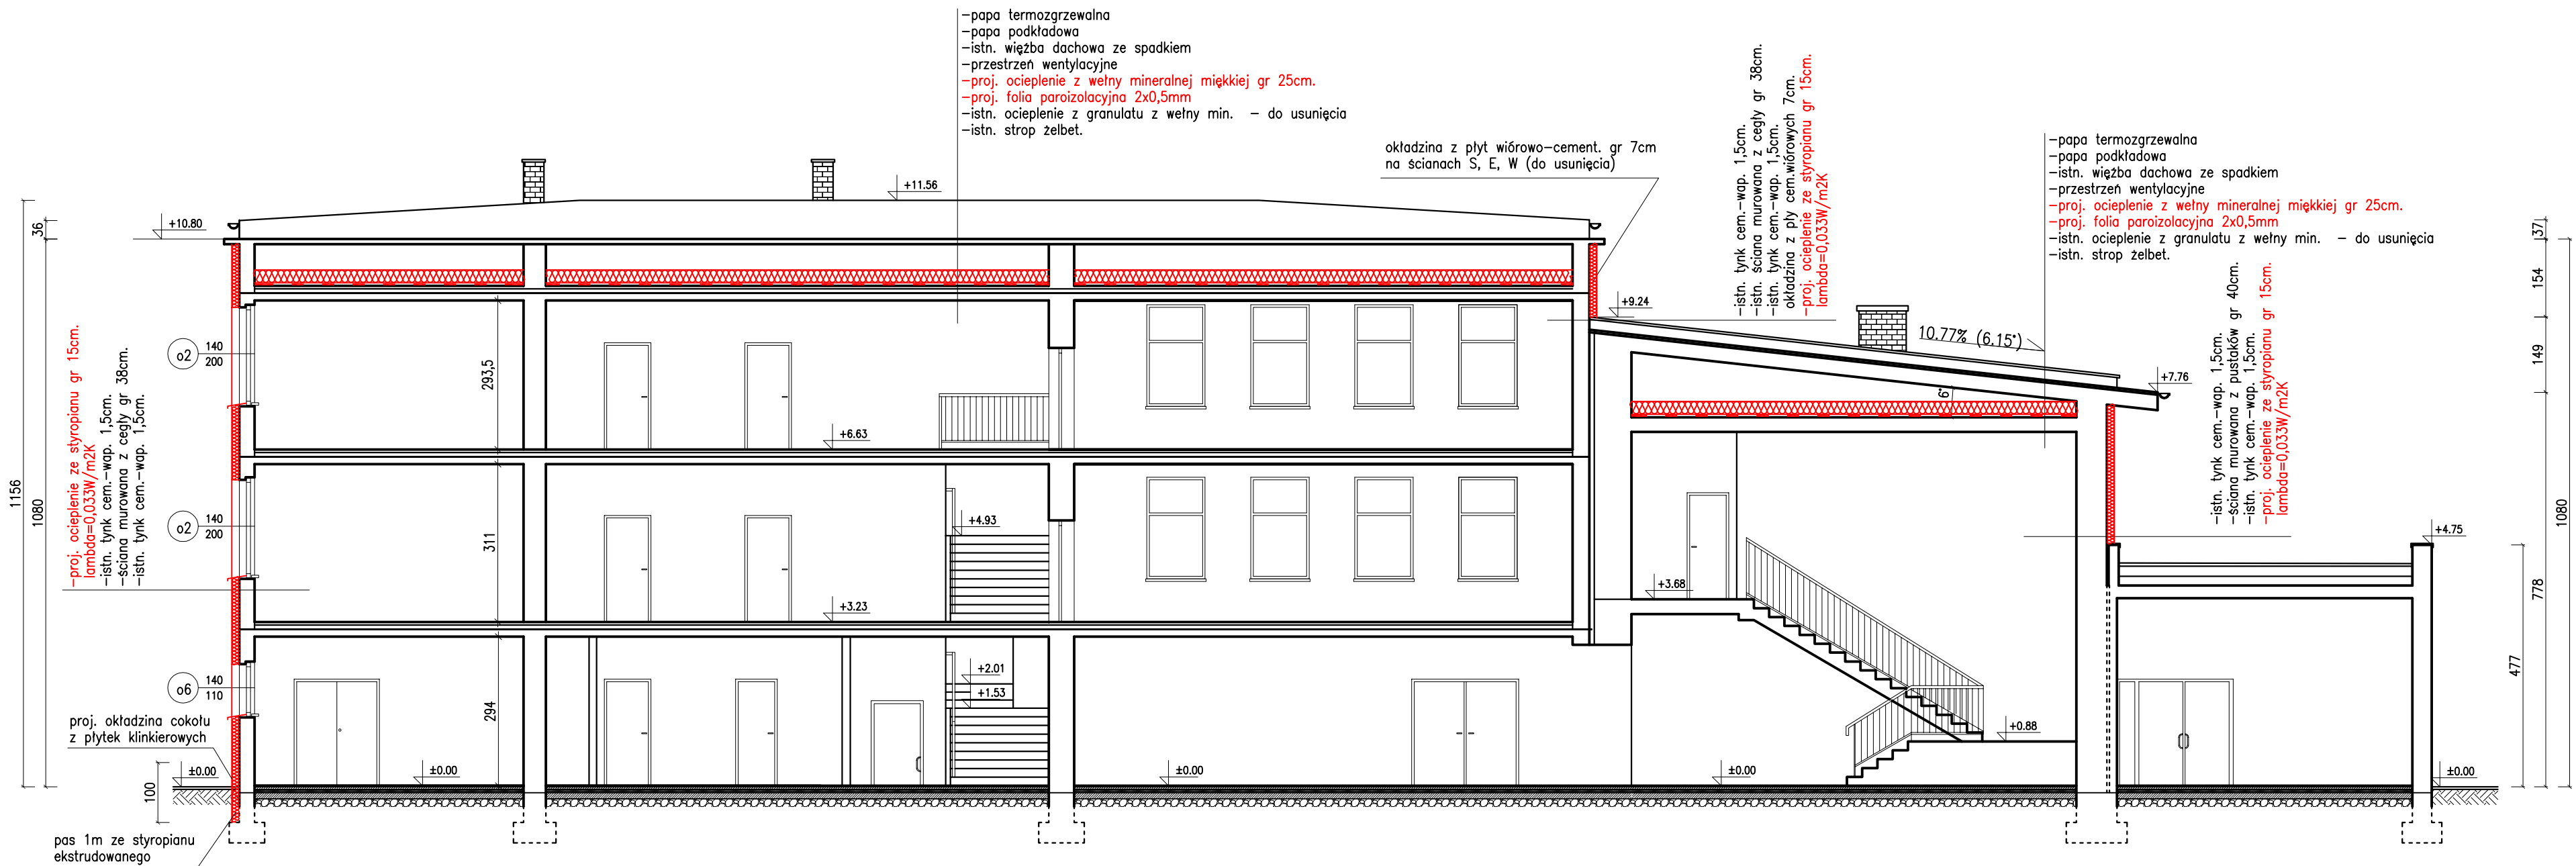 -papa termozgrzewalna
-papa podkładowa
-istn. więźba dachowa ze spadkiem
-przestrzeń wentylacyjne
-proj. ocieplenie z wełny mineralnej miękkiej gr 25cm.
-proj. folia paroizolacyjna 2x0,5mm
-istn. ocieplenie z granulatu z wełny min. - do usunięcia
-istn. strop żelbet.
okładzina z płyt wiórowo-cement. gr 7cm
na ścianach S, E, W (do usunięcia)
-istn. tynk cem.-wap. 1,5cm.
-istn. ściana murowana z cegły gr 38cm.
-istn. tynk cem.-wap. 1,5cm.
okładzina z pły cem.wiórowych 7cm.
-proj. ocieplenie ze styropianu gr 15cm.
lambda=0,033W/m2K
-papa termozgrzewalna
-papa podkładowa
-istn. więźba dachowa ze spadkiem
-przestrzeń wentylacyjne
-proj. ocieplenie z wełny mineralnej miękkiej gr 25cm.
-proj. folia paroizolacyjna 2x0,5mm
-istn. ocieplenie z granulatu z wełny min. - do usunięcia
-istn. strop żelbet.
-istn. tynk cem.-wap. 1,5cm.
-ściana murowana z pustaków gr 40cm.
-istn. tynk cem.-wap. 1,5cm.
-proj. ocieplenie ze styropianu gr 15cm.
lambda=0,033W/m2K
-proj. ocieplenie ze styropianu gr 15cm.
lambda=0,033W/m2K
-istn. tynk cem.-wap. 1,5cm.
-ściana murowana z cegły gr 38cm.
-istn. tynk cem.-wap. 1,5cm.
+11.56
+10.80
+9.24
10.77% (6.15°)
+7.76
6°
36
1156
1080
o2
140
200
293,5
+6.63
o2
140
200
311
+4.93
+3.23
+3.68
+4.75
o6
140
110
294
+2.01
+1.53
+0.88
proj. okładzina cokołu
z płytek klinkierowych
±0.00
±0.00
±0.00
±0.00
±0.00
100
pas 1m ze styropianu
ekstrudowanego
37
154
149
778
1080
477